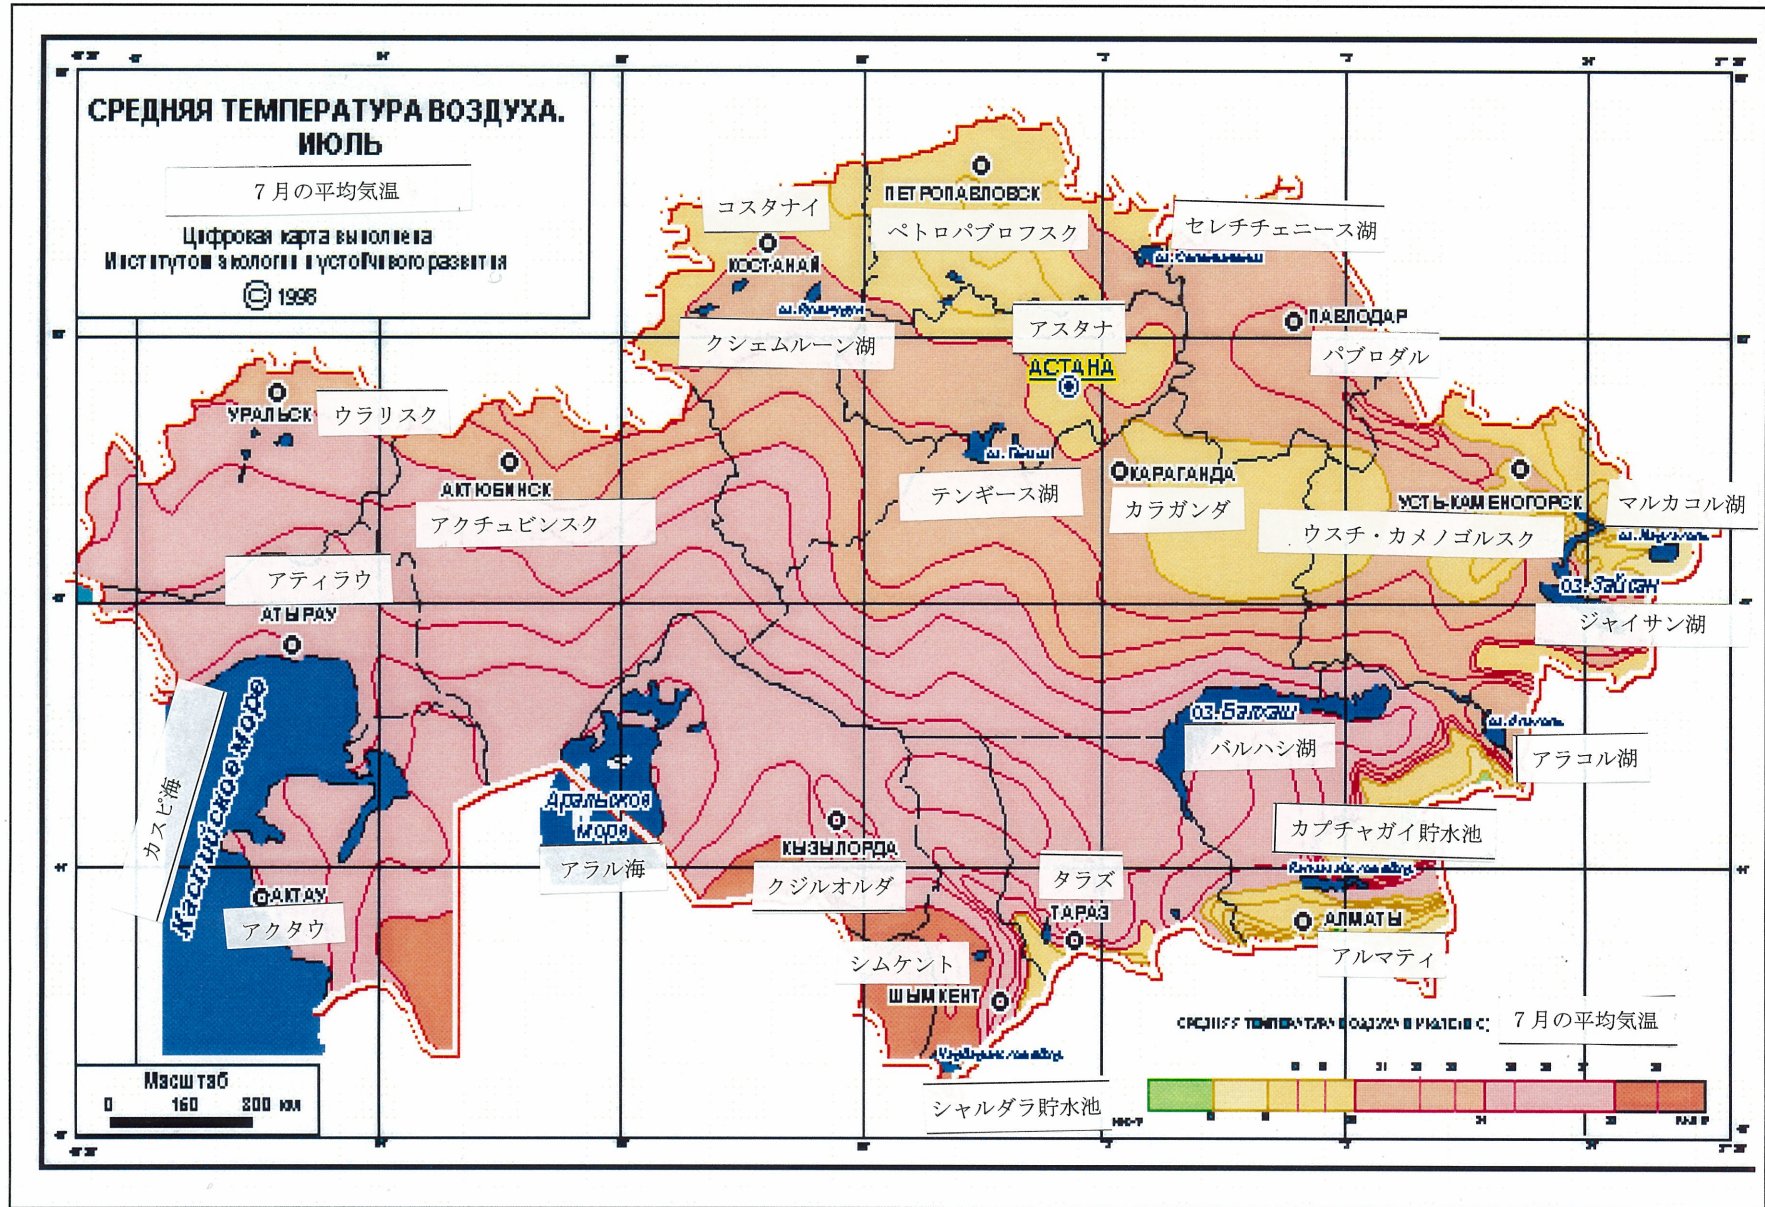 СРЕДНЯЯ ТЕМПЕРАТУРА ВОЗДУХА.
ИЮЛЬ
７月の平均気温
Цифровая карта выполнена
Институтом экологии и устойчивого развития
© 1998
ПЕТРОПАВЛОВСК
ペトロパブロフスク
コスタナイ
КОСТАНАЙ
セレチチェニース湖
クシェムルーン湖
アスタナ
АСТАНА
ПАВЛОДАР
パブロダル
УРАЛЬСК
ウラリスク
АКТЮБИНСК
アクチュビンスク
テンギース湖
КАРАГАНДА
カラガンダ
УСТЬ-КАМЕНОГОРСК
ウスチ・カメノゴルスク
マルカコル湖
アティラウ
АТЫРАУ
оз. Зайсан
ジャイサン湖
Каспийское море
カスピ海
оз. Балхаш
バルハシ湖
アラコル湖
Аральское
море
アラル海
КЫЗЫЛОРДА
クジルオルダ
カプチャガイ貯水池
タラズ
ТАРАЗ
АКТАУ
アクタウ
АЛМАТЫ
アルマティ
シムケント
ШЫМКЕНТ
シャルダラ貯水池
７月の平均気温
Масштаб
0 160 300 км